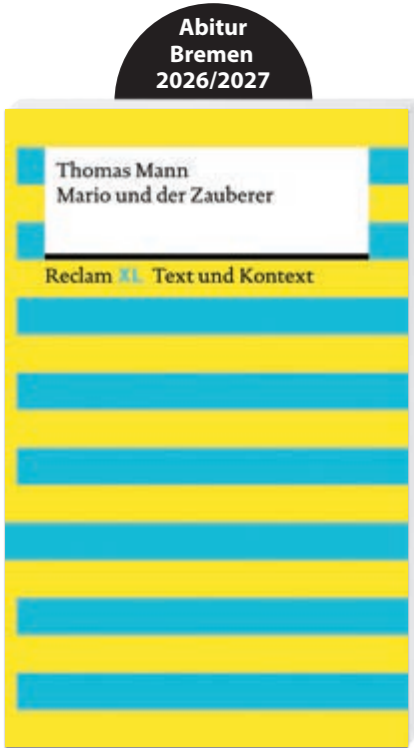 Abitur
Bremen
2026/2027
Thomas Mann
Mario und der Zauberer
Reclam XL Text und Kontext